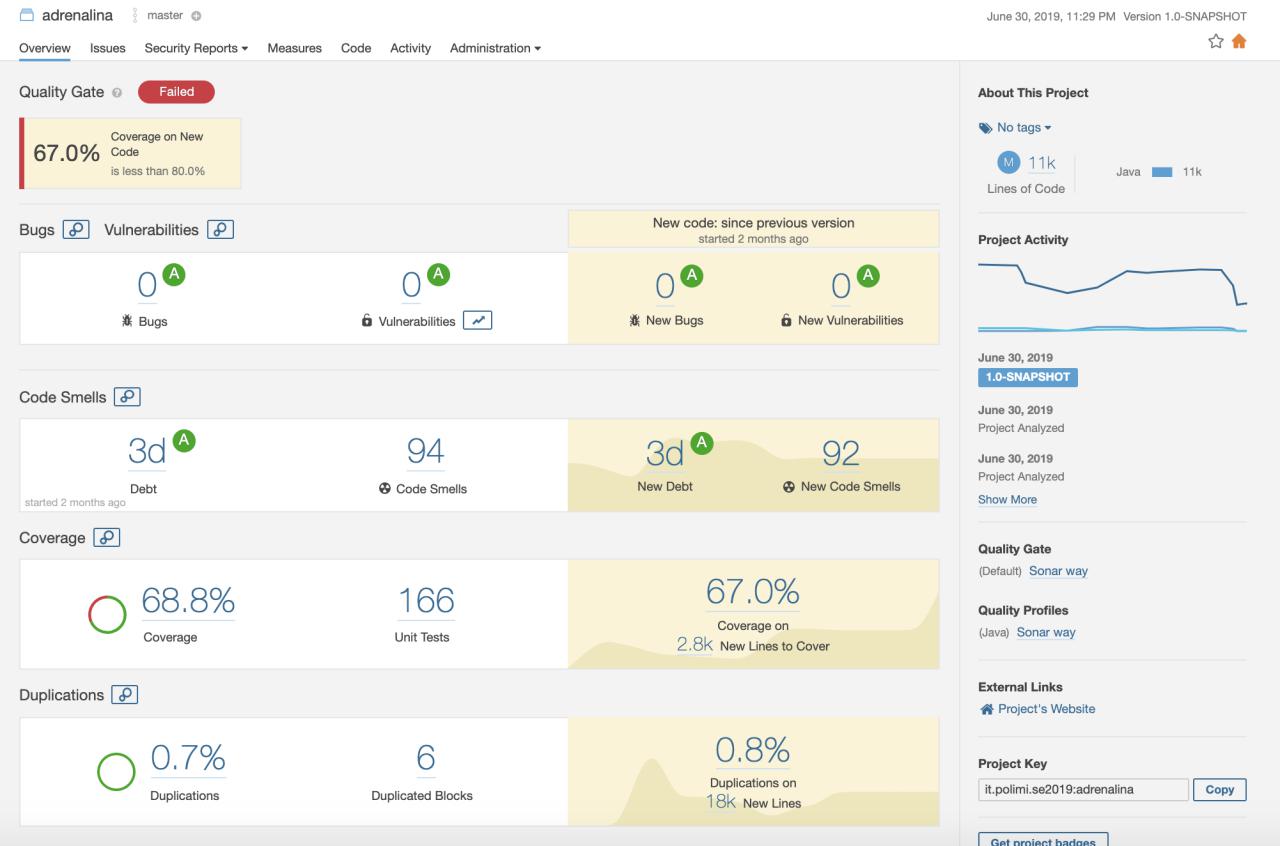 adrenalina
master
June 30, 2019, 11:29 PM Version 1.0-SNAPSHOT
Overview
Issues
Security Reports
Measures
Code
Activity
Administration
Quality Gate ?
Failed
67.0%
Coverage on New
Code
is less than 80.0%
Bugs
Vulnerabilities
New code: since previous version
started 2 months ago
0 A
Bugs
0 A
Vulnerabilities
0 A
New Bugs
0 A
New Vulnerabilities
Code Smells
3d A
Debt
started 2 months ago
94
Code Smells
3d A
New Debt
92
New Code Smells
Coverage
68.8%
Coverage
166
Unit Tests
67.0%
Coverage on
2.8k New Lines to Cover
Duplications
0.7%
Duplications
6
Duplicated Blocks
0.8%
Duplications on
18k New Lines
About This Project
No tags
M 11k
Lines of Code
Java 11k
Project Activity
June 30, 2019
1.0-SNAPSHOT
June 30, 2019
Project Analyzed
June 30, 2019
Project Analyzed
Show More
Quality Gate
(Default) Sonar way
Quality Profiles
(Java) Sonar way
External Links
Project's Website
Project Key
it.polimi.se2019:adrenalina
Copy
Get project badges